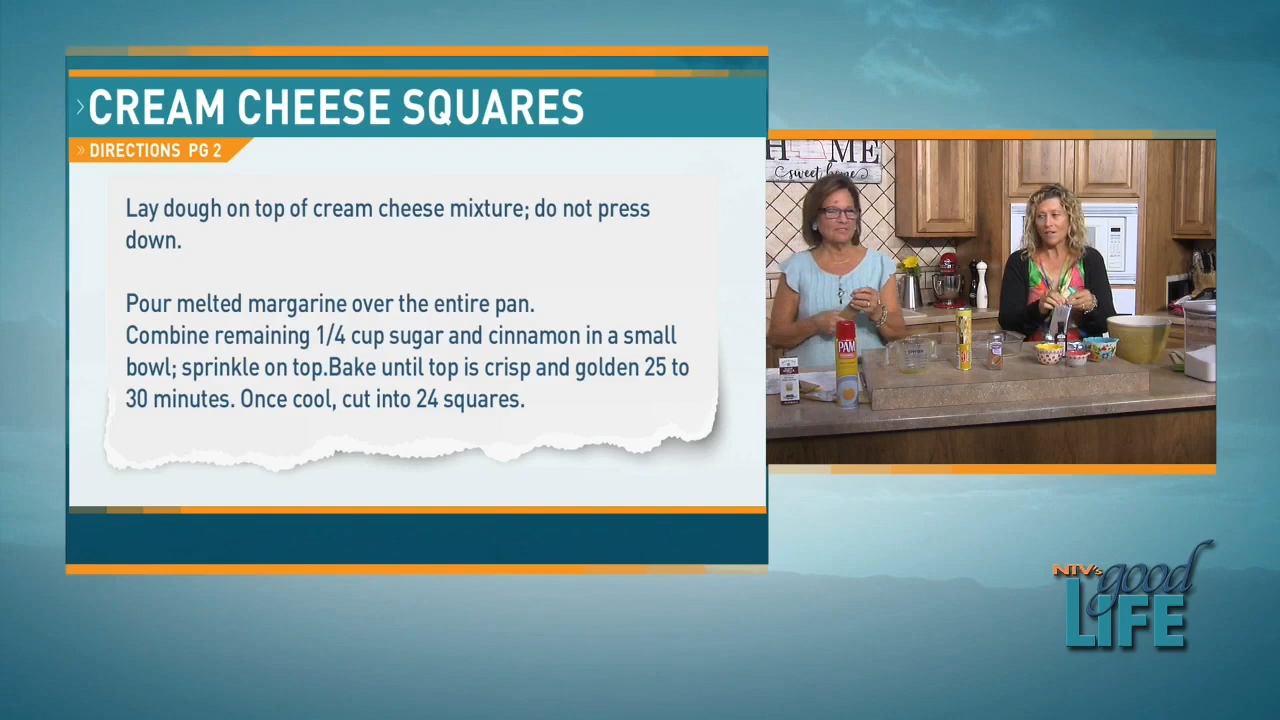 CREAM CHEESE SQUARES
DIRECTIONS PG 2
Lay dough on top of cream cheese mixture; do not press
down.
Pour melted margarine over the entire pan.
Combine remaining 1/4 cup sugar and cinnamon in a small
bowl; sprinkle on top.Bake until top is crisp and golden 25 to
30 minutes. Once cool, cut into 24 squares.
HOME
sweet home
PAM
NTV's
good
LIFE